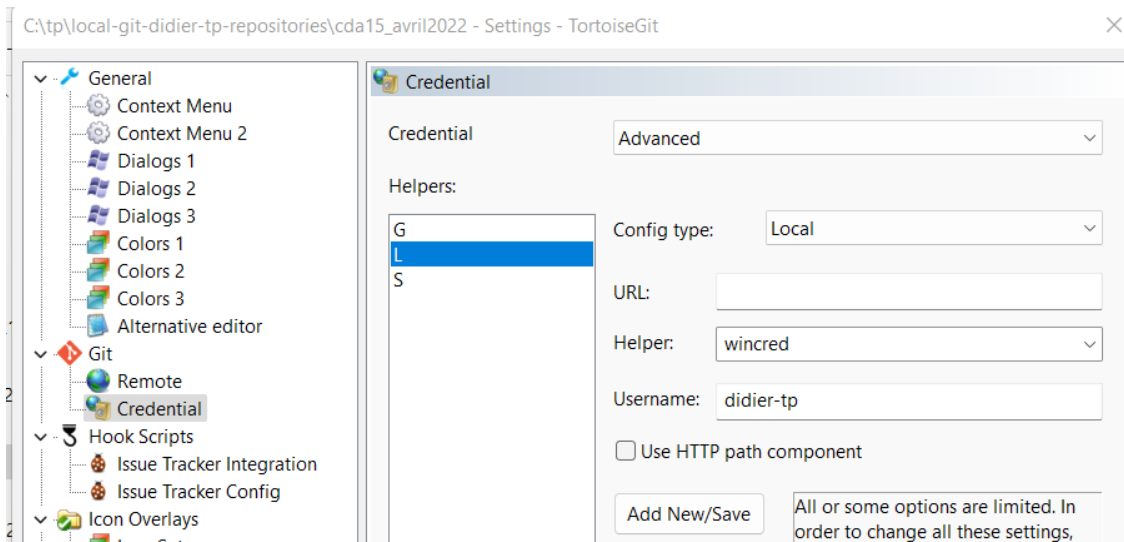 C:\tp\local-git-didier-tp-repositories\cda15_avril2022 - Settings - TortoiseGit
General
Context Menu
Context Menu 2
Dialogs 1
Dialogs 2
Dialogs 3
Colors 1
Colors 2
Colors 3
Alternative editor
Git
Remote
Credential
Hook Scripts
Issue Tracker Integration
Issue Tracker Config
Icon Overlays
Credential
Credential
Advanced
Helpers:
G
L
S
Config type:
Local
URL:
Helper:
wincred
Username:
didier-tp
Use HTTP path component
Add New/Save
All or some options are limited. In
order to change all these settings,